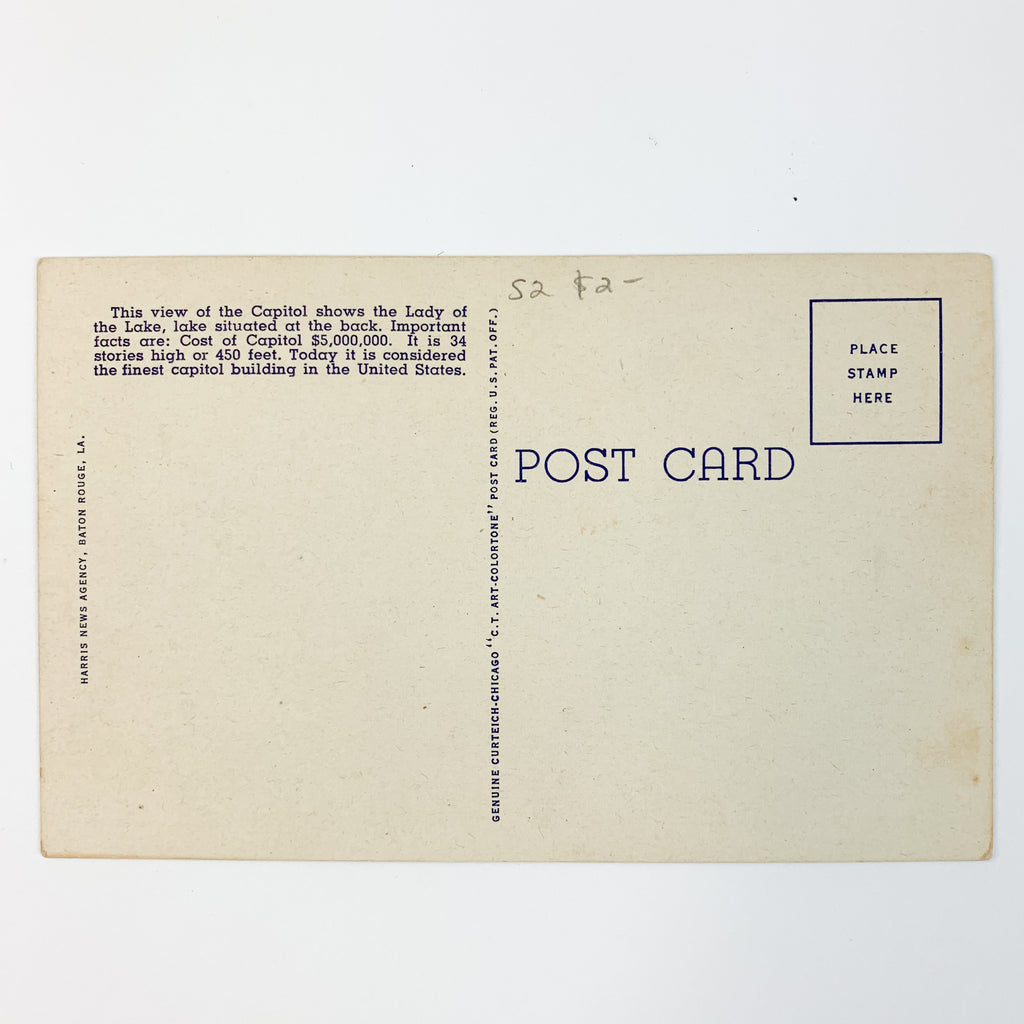 This view of the Capitol shows the Lady of
the Lake, lake situated at the back. Important
facts are: Cost of Capitol $5,000,000. It is 34
stories high or 450 feet. Today it is considered
the finest capitol building in the United States.
HARRIS NEWS AGENCY, BATON ROUGE, LA.
GENUINE CURTEICH-CHICAGO "C.T. ART-COLORTONE" POST CARD (REG. U.S. PAT. OFF.)
S2 $2-
POST CARD
PLACE
STAMP
HERE